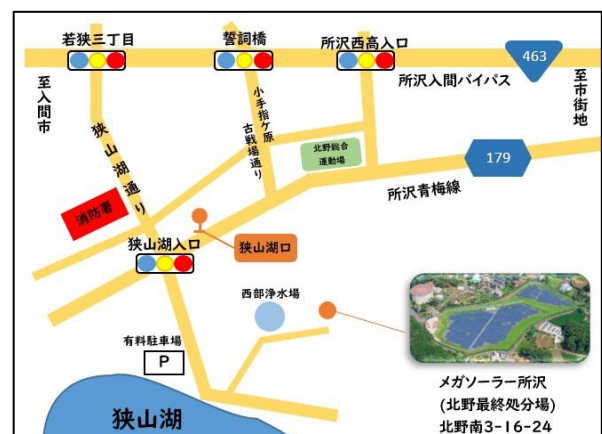 若狭三丁目
誓詞橋
所沢西高入口
463
至入間市
所沢入間バイパス
至市街地
狭山湖通り
小手指ケ原
古戦場通り
北野総合
運動場
179
所沢青梅線
消防署
狭山湖入口
狭山湖口
西部浄水場
有料駐車場
P
狭山湖
メガソーラー所沢
(北野最終処分場)
北野南3-16-24